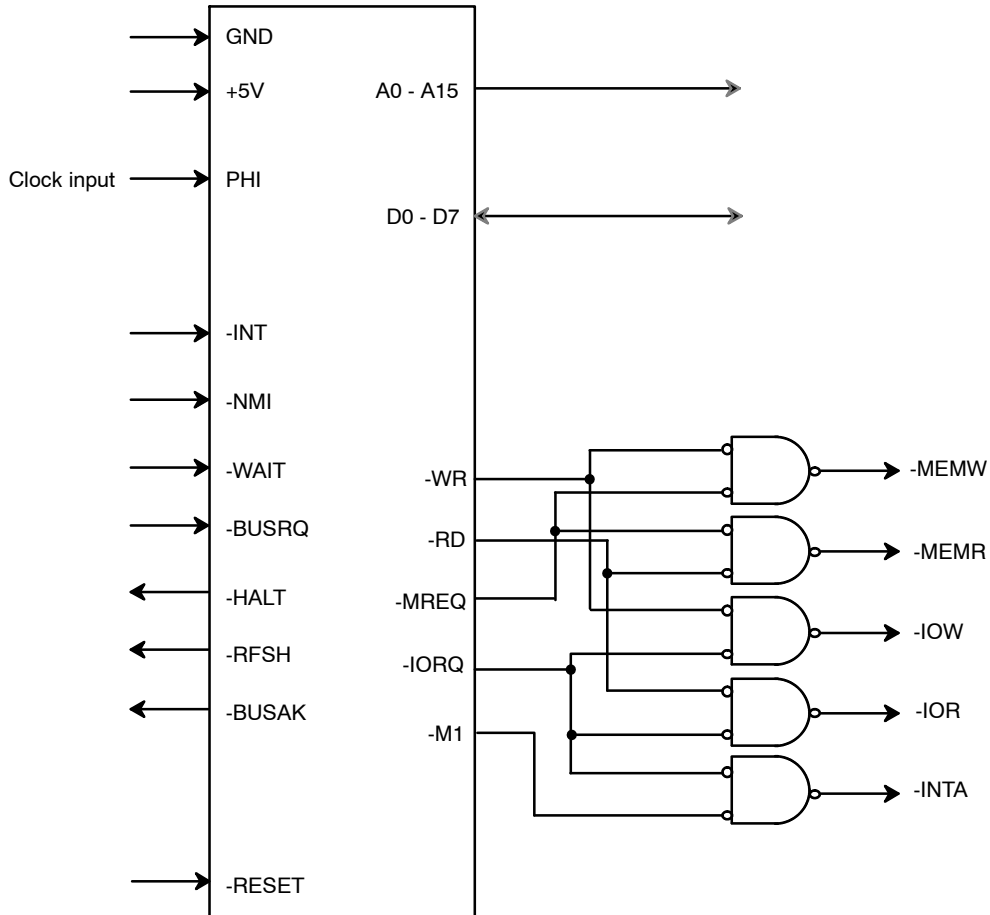 GND
+5V
A0 - A15
Clock input
PHI
D0 - D7
-INT
-NMI
-WAIT
-WR
-MEMW
-BUSRQ
-RD
-MEMR
-HALT
-MREQ
-IOW
-RFSH
-IORQ
-BUSAK
-IOR
-M1
-INTA
-RESET